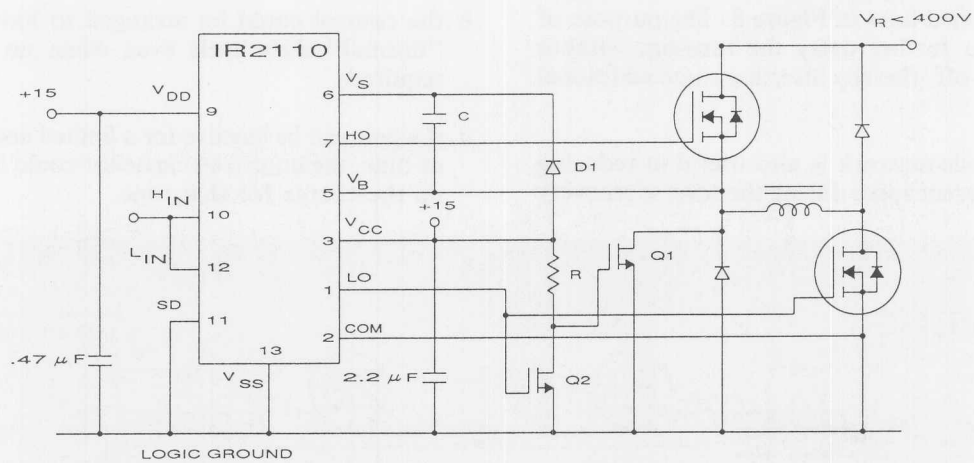 V_R < 400V
IR2110
+15
V_DD
9
V_S
6
C
HO
7
D1
V_B
5
H_IN
10
+15
V_CC
3
Q1
L_IN
12
R
LO
1
SD
11
COM
2
.47 μF
13
V_SS
2.2 μF
Q2
LOGIC GROUND